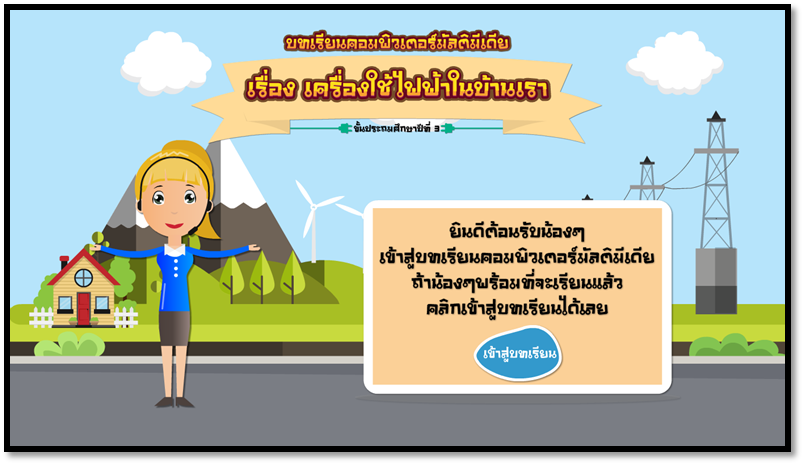 บทเรียนคอมพิวเตอร์มัลติมีเดีย
เรื่อง เครื่องใช้ไฟฟ้าในบ้านเรา
ชั้นประถมศึกษาปีที่ 3
ยินดีต้อนรับน้องๆ
เข้าสู่บทเรียนคอมพิวเตอร์มัลติมีเดีย
ถ้าน้องๆพร้อมที่จะเรียนแล้ว
คลิกเข้าสู่บทเรียนได้เลย
เข้าสู่บทเรียน